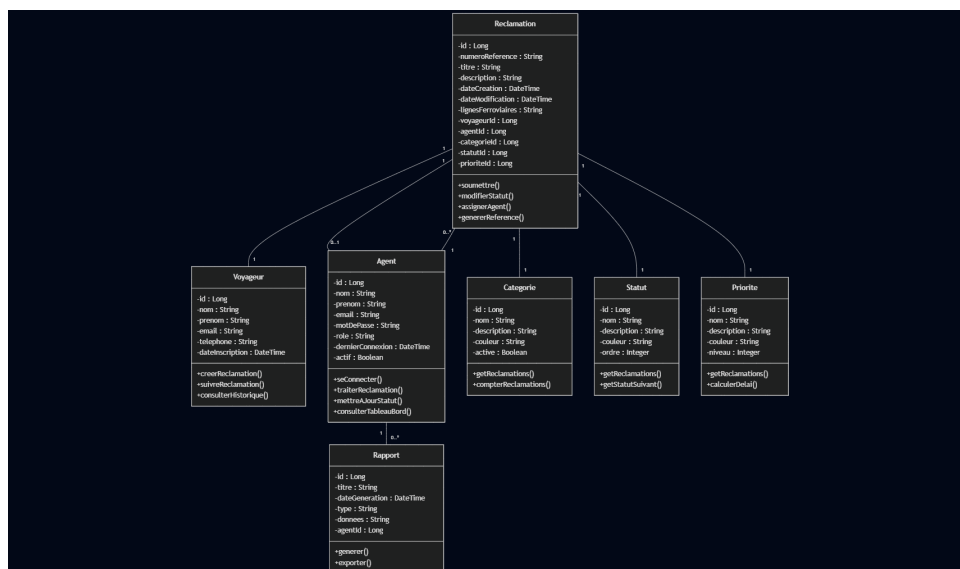 Reclamation
-id : Long
-numeroReference : String
-titre : String
-description : String
-dateCreation : DateTime
-dateModification : DateTime
-lignesFerroviaires : String
-voyageurId : Long
-agentId : Long
-categorieId : Long
-statutId : Long
-prioriteId : Long
+soumettre()
+modifierStatut()
+assignerAgent()
+genererReference()
1
1
1
1
0..*
1
1
0..1
1
1
1
1
Voyageur
-id : Long
-nom : String
-prenom : String
-email : String
-telephone : String
-dateInscription : DateTime
+creerReclamation()
+suivreReclamation()
+consulterHistorique()
Agent
-id : Long
-nom : String
-prenom : String
-email : String
-motDePasse : String
-role : String
-dernierConnexion : DateTime
-actif : Boolean
+seConnecter()
+traiterReclamation()
+mettreAJourStatut()
+consulterTableauBord()
Categorie
-id : Long
-nom : String
-description : String
-couleur : String
-active : Boolean
+getReclamations()
+compterReclamations()
Statut
-id : Long
-nom : String
-description : String
-couleur : String
-ordre : Integer
+getReclamations()
+getStatutSuivant()
Priorite
-id : Long
-nom : String
-description : String
-couleur : String
-niveau : Integer
+getReclamations()
+calculerDelai()
1
0..*
Rapport
-id : Long
-titre : String
-dateGeneration : DateTime
-type : String
-donnees : String
-agentId : Long
+generer()
+exporter()